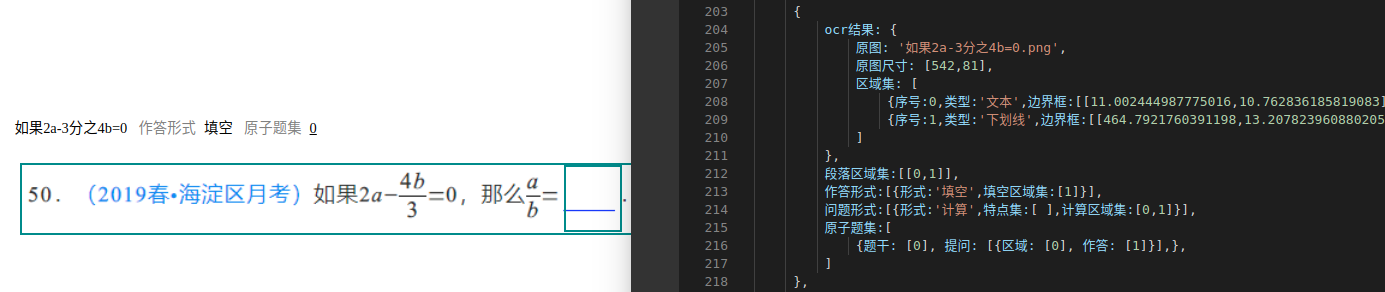 如果2a-3分之4b=0 作答形式 填空 原子题集 0
50. （2019春•海淀区月考）如果2a−4b/3=0，那么a/b=____.
203 {
204 ocr结果: {
205 原图: '如果2a-3分之4b=0.png',
206 原图尺寸: [542,81],
207 区域集: [
208 {序号:0,类型:'文本',边界框:[[11.002444987775016,10.762836185819083]
209 {序号:1,类型:'下划线',边界框:[[464.7921760391198,13.207823960880205
210 ]
211 },
212 段落区域集:[[0,1]],
213 作答形式:[{形式:'填空',填空区域集:[1]}],
214 问题形式:[{形式:'计算',特点集:[ ],计算区域集:[0,1]}],
215 原子题集:[
216 {题干: [0], 提问: [{区域: [0], 作答: [1]}],},
217 ]
218 },